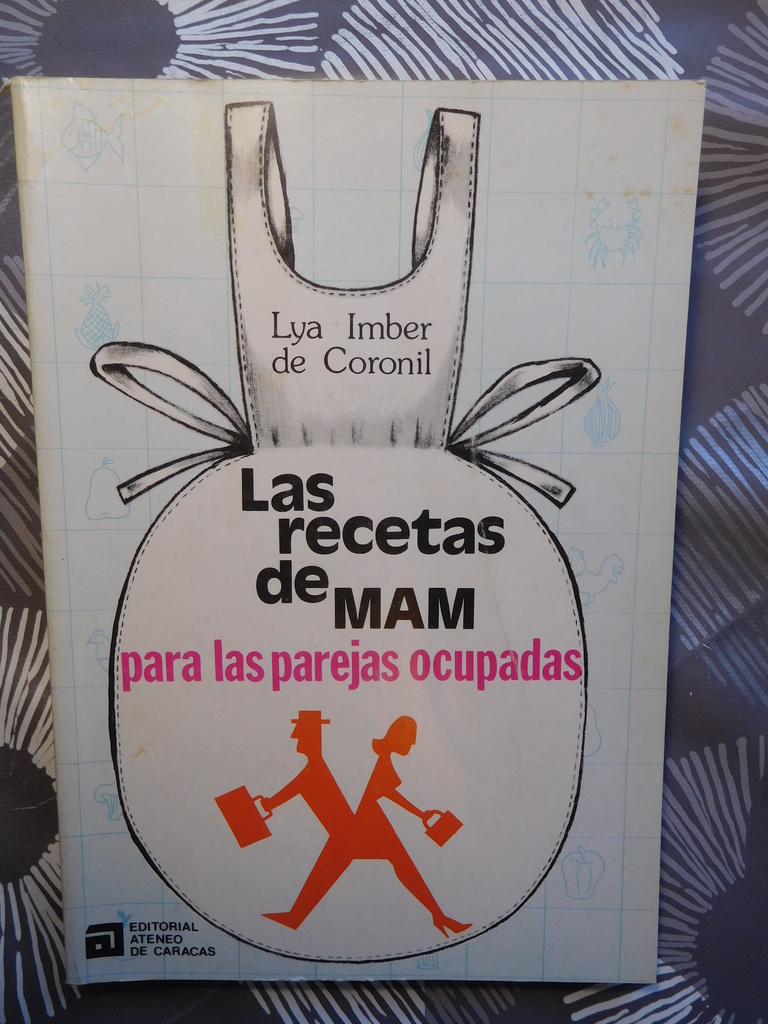 Lya Imber
de Coronil
Las
recetas
de MAM
para las parejas ocupadas
EDITORIAL
ATENEO
DE CARACAS